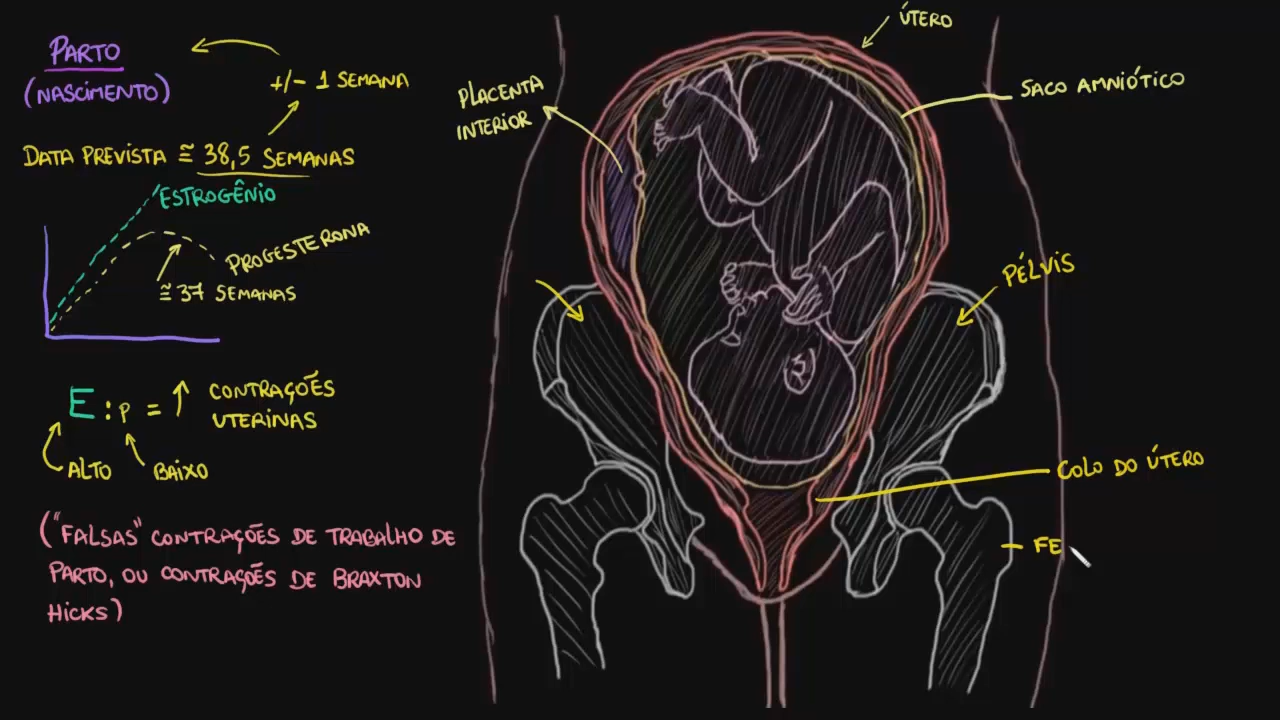 PARTO
(NASCIMENTO)
+/- 1 SEMANA
DATA PREVISTA ≅ 38,5 SEMANAS
ESTROGÊNIO
PROGESTERONA
≅ 37 SEMANAS
E : P = ↑ CONTRAÇÕES
UTERINAS
ALTO
BAIXO
("FALSAS" CONTRAÇÕES DE TRABALHO DE
PARTO, OU CONTRAÇÕES DE BRAXTON
HICKS)
PLACENTA
INTERIOR
ÚTERO
SACO AMNIÓTICO
PÉLVIS
COLO DO ÚTERO
FE